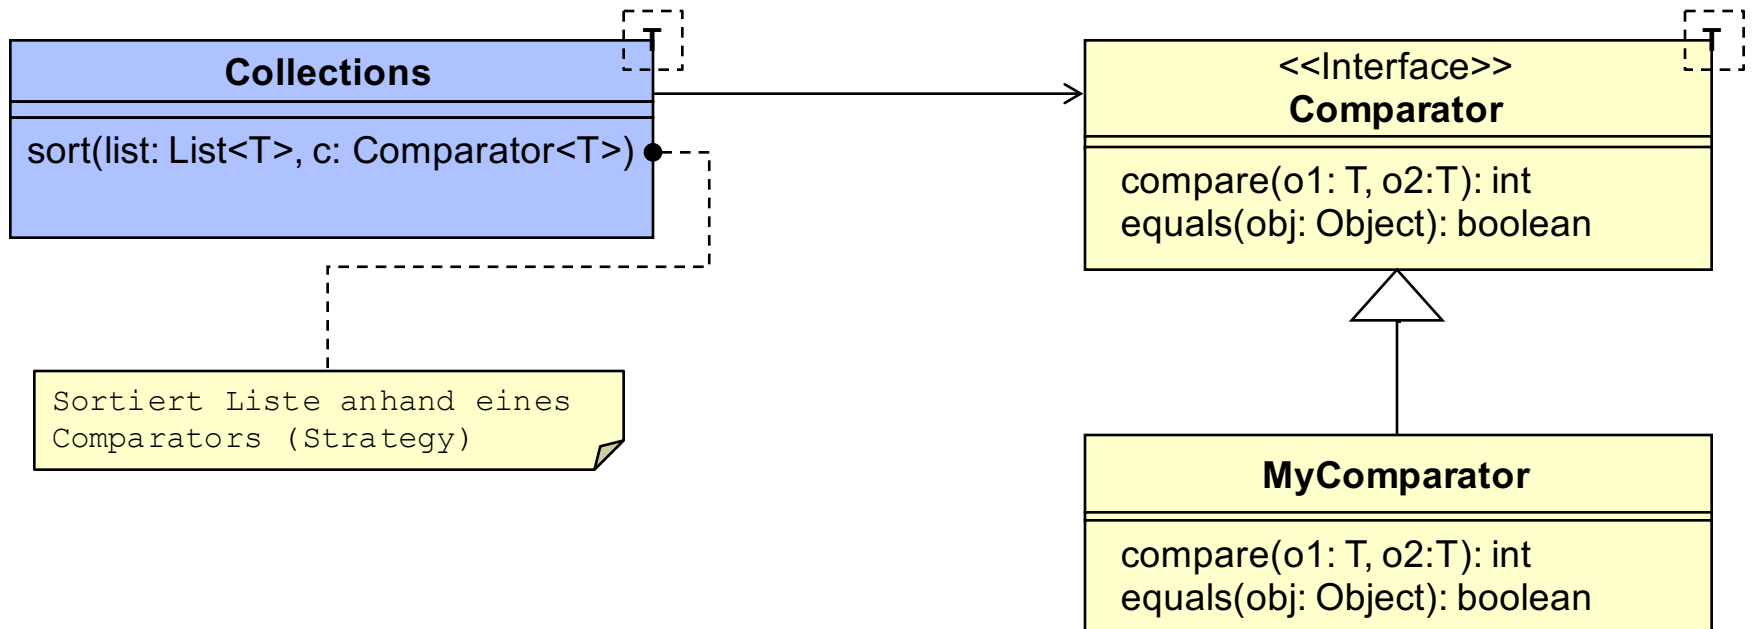 T
Collections
sort(list: List<T>, c: Comparator<T>)
Sortiert Liste anhand eines
Comparators (Strategy)
T
<<Interface>>
Comparator
compare(o1: T, o2:T): int
equals(obj: Object): boolean
MyComparator
compare(o1: T, o2:T): int
equals(obj: Object): boolean